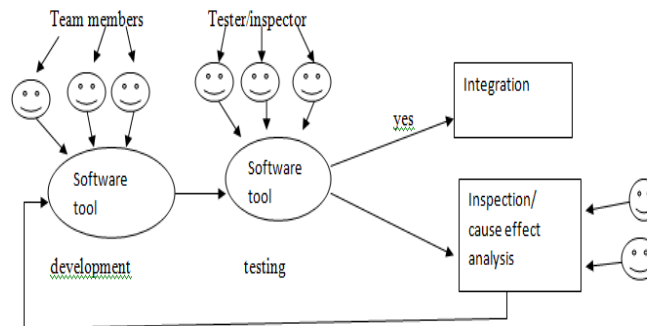 Team members
Tester/inspector
Integration
yes
Software
tool
Software
tool
Inspection/
cause effect
analysis
development
testing